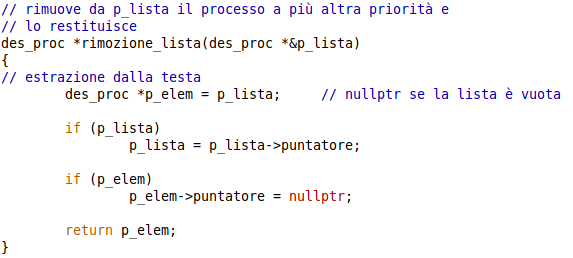 // rimuove da p_lista il processo a più altra priorità e
// lo restituisce
des_proc *rimozione_lista(des_proc *&p_lista)
{
// estrazione dalla testa
        des_proc *p_elem = p_lista;     // nullptr se la lista è vuota

        if (p_lista)
                p_lista = p_lista->puntatore;

        if (p_elem)
                p_elem->puntatore = nullptr;

        return p_elem;
}